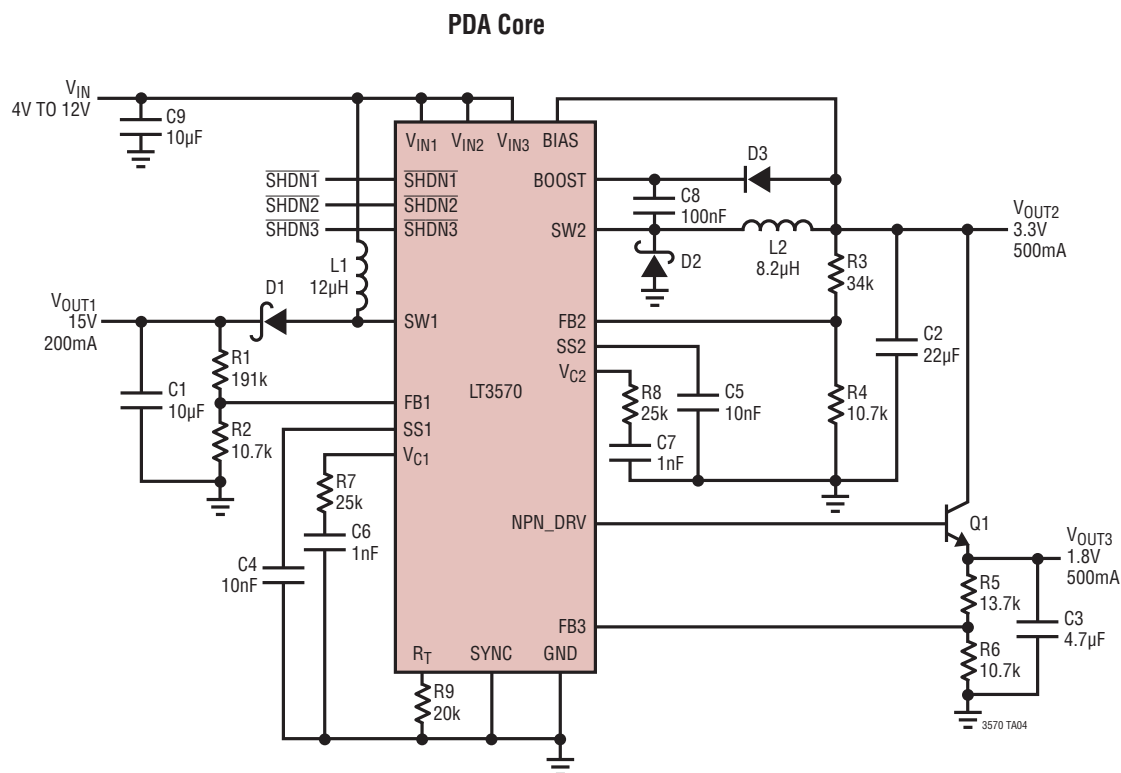 PDA Core
VIN
4V TO 12V
C9
10µF
VIN1
VIN2
VIN3
BIAS
SHDN1
SHDN2
SHDN3
SHDN1
SHDN2
SHDN3
BOOST
SW2
D3
C8
100nF
L2
8.2µH
D2
VOUT2
3.3V
500mA
R3
34k
L1
12µH
D1
VOUT1
15V
200mA
SW1
FB2
SS2
VC2
C2
22µF
R1
191k
C1
10µF
R2
10.7k
FB1
SS1
VC1
LT3570
R8
25k
C7
1nF
C5
10nF
R4
10.7k
R7
25k
C6
1nF
C4
10nF
NPN_DRV
Q1
VOUT3
1.8V
500mA
R5
13.7k
C3
4.7µF
FB3
R6
10.7k
RT
SYNC
GND
R9
20k
3570 TA04